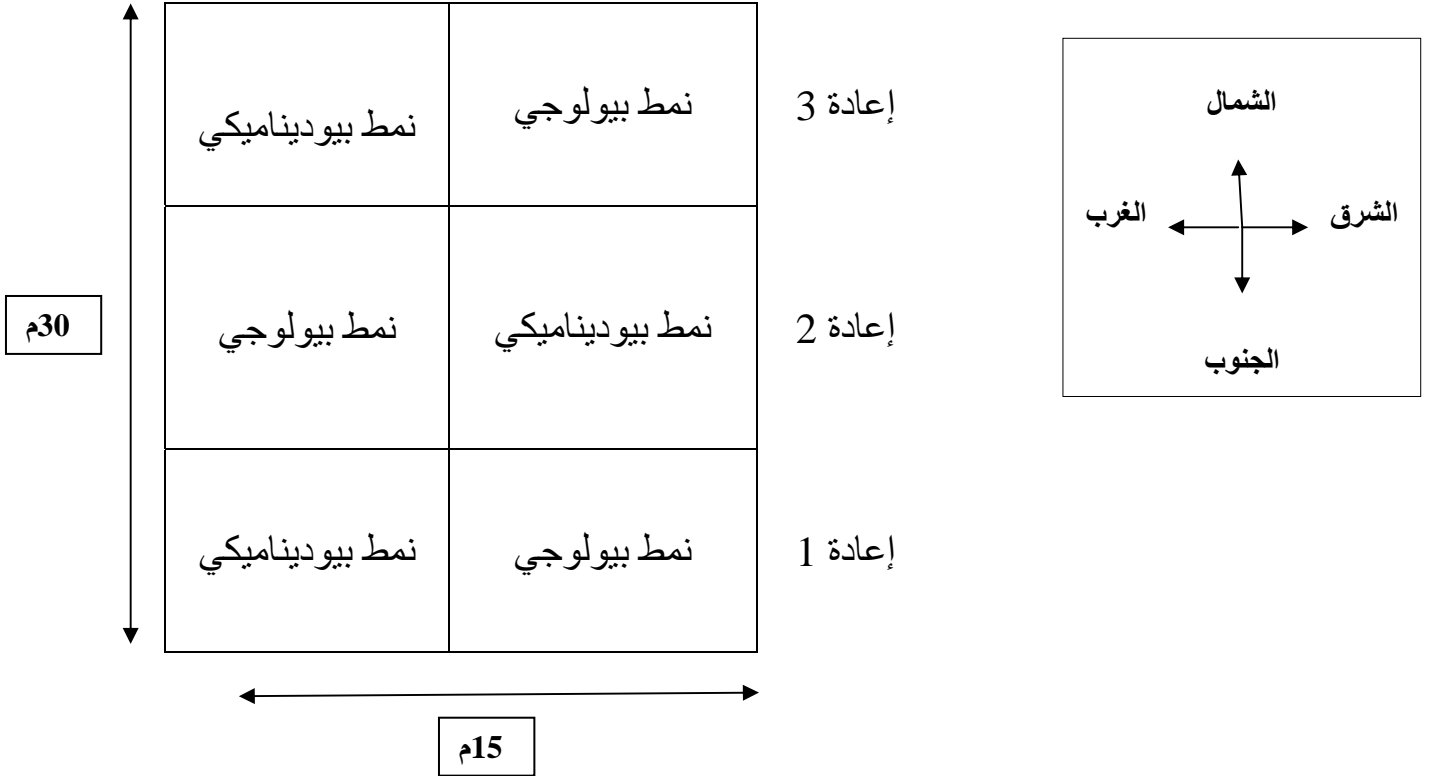 إعادة 3
نمط بيولوجي
نمط بيوديناميكي
إعادة 2
نمط بيوديناميكي
نمط بيولوجي
إعادة 1
نمط بيولوجي
نمط بيوديناميكي
30م
15م
الشمال
الشرق
الغرب
الجنوب